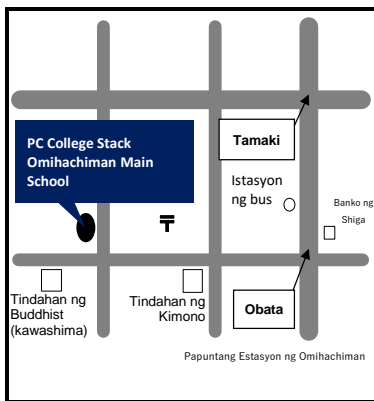 PC College Stack
Omihachiman Main
School
Tamaki
Istasyon
ng bus
Banko ng
Shiga
〒
Tindahan ng
Buddhist
(kawashima)
Tindahan ng
Kimono
Obata
Papuntang Estasyon ng Omihachiman